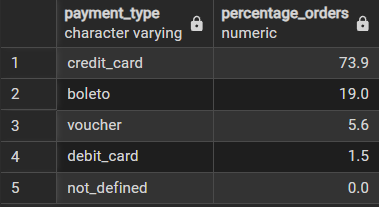 payment_type percentage_orders
character varying numeric
1 credit_card 73.9
2 boleto 19.0
3 voucher 5.6
4 debit_card 1.5
5 not_defined 0.0